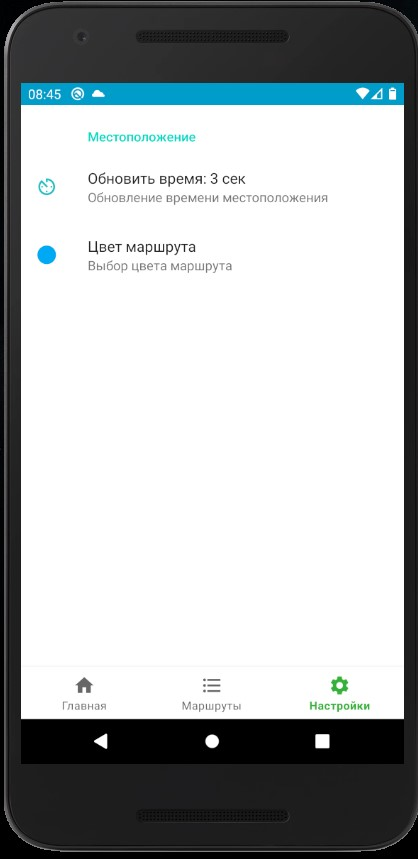 08:45
Местоположение
Обновить время: 3 сек
Обновление времени местоположения
Цвет маршрута
Выбор цвета маршрута
Главная
Маршруты
Настройки